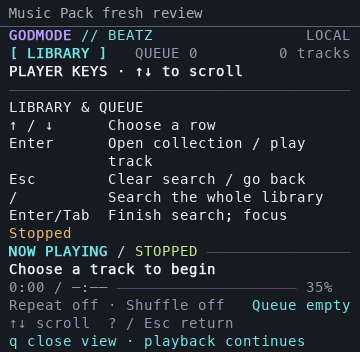 Music Pack fresh review
GODMODE // BEATZ LOCAL
[ LIBRARY ] QUEUE 0 0 tracks
PLAYER KEYS · ↑↓ to scroll
LIBRARY & QUEUE
↑ / ↓ Choose a row
Enter Open collection / play
track
Esc Clear search / go back
/ Search the whole library
Enter/Tab Finish search; focus
Stopped
NOW PLAYING / STOPPED
Choose a track to begin
0:00 / —:—— 35%
Repeat off · Shuffle off Queue empty
↑↓ scroll ? / Esc return
q close view · playback continues